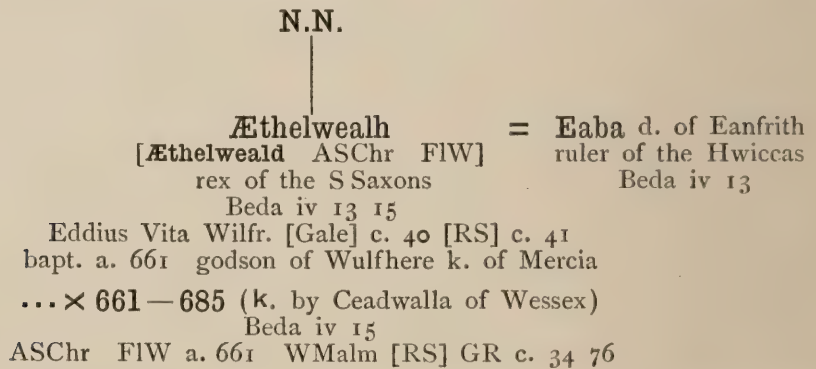 N.N.
Æthelwealh = Eaba d. of Eanfrith
[Æthelweald ASChr FlW] ruler of the Hwiccas
rex of the S Saxons Beda iv 13
Beda iv 13 15
Eddius Vita Wilfr. [Gale] c. 40 [RS] c. 41
bapt. a. 661 godson of Wulfhere k. of Mercia
... × 661—685 (k. by Ceadwalla of Wessex)
Beda iv 15
ASChr FlW a. 661 WMalm [RS] GR c. 34 76